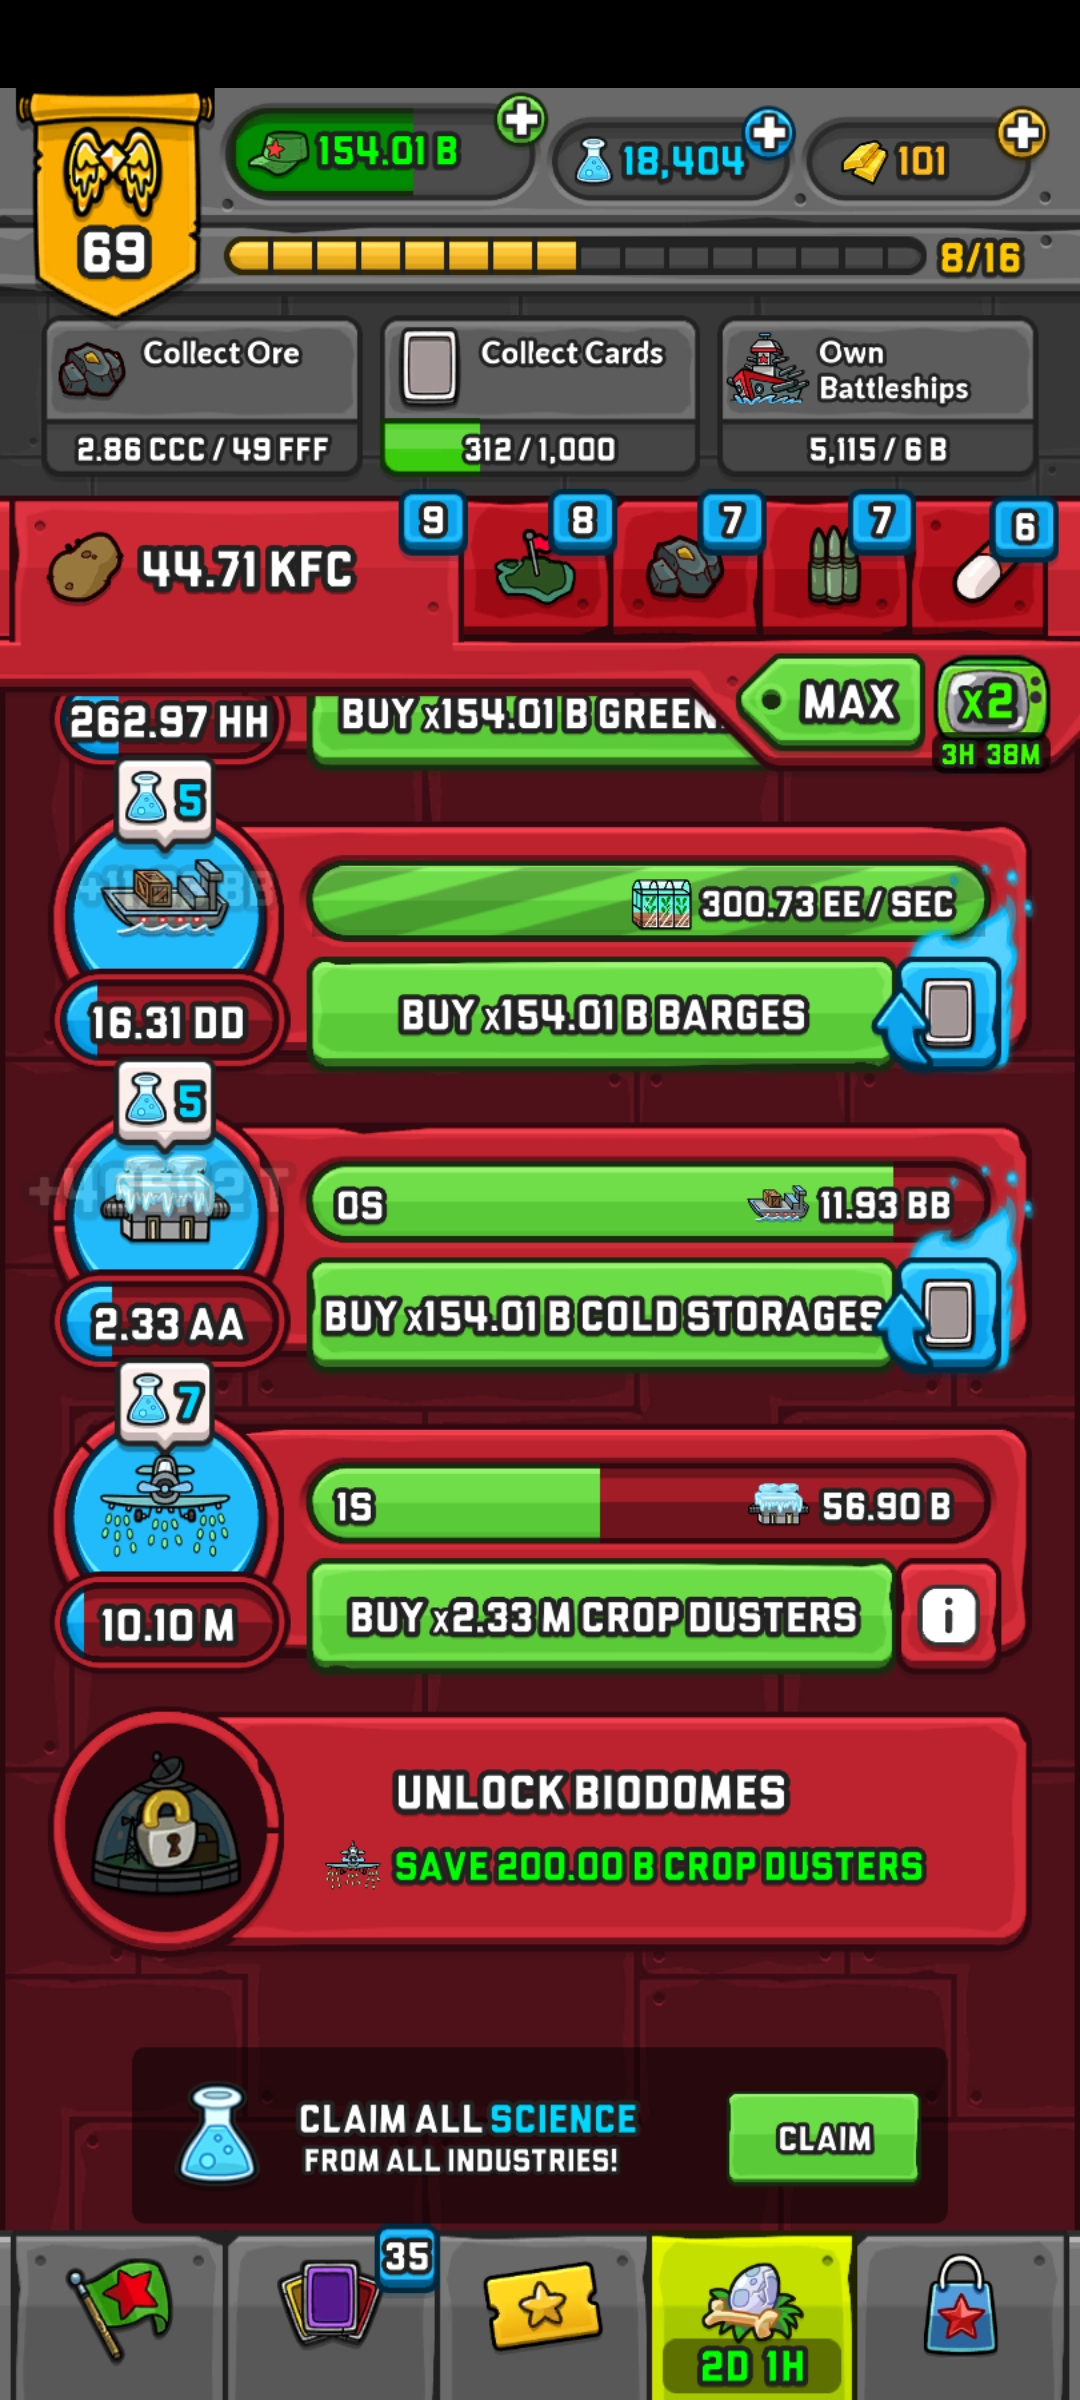 154.01 B
18,404
101
69
8/16
Collect Ore
Collect Cards
Own
Battleships
2.86 CCC / 49 FFF
312 / 1,000
5,115 / 6 B
9
8
7
7
6
44.71 KFC
MAX
x2
3H 38M
262.97 HH
BUY x154.01 B GREEN
5
300.73 EE / SEC
16.31 DD
BUY x154.01 B BARGES
5
0S
11.93 BB
2.33 AA
BUY x154.01 B COLD STORAGES
7
1S
56.90 B
10.10 M
BUY x2.33 M CROP DUSTERS
i
UNLOCK BIODOMES
SAVE 200.00 B CROP DUSTERS
CLAIM ALL SCIENCE
FROM ALL INDUSTRIES!
CLAIM
35
2D 1H